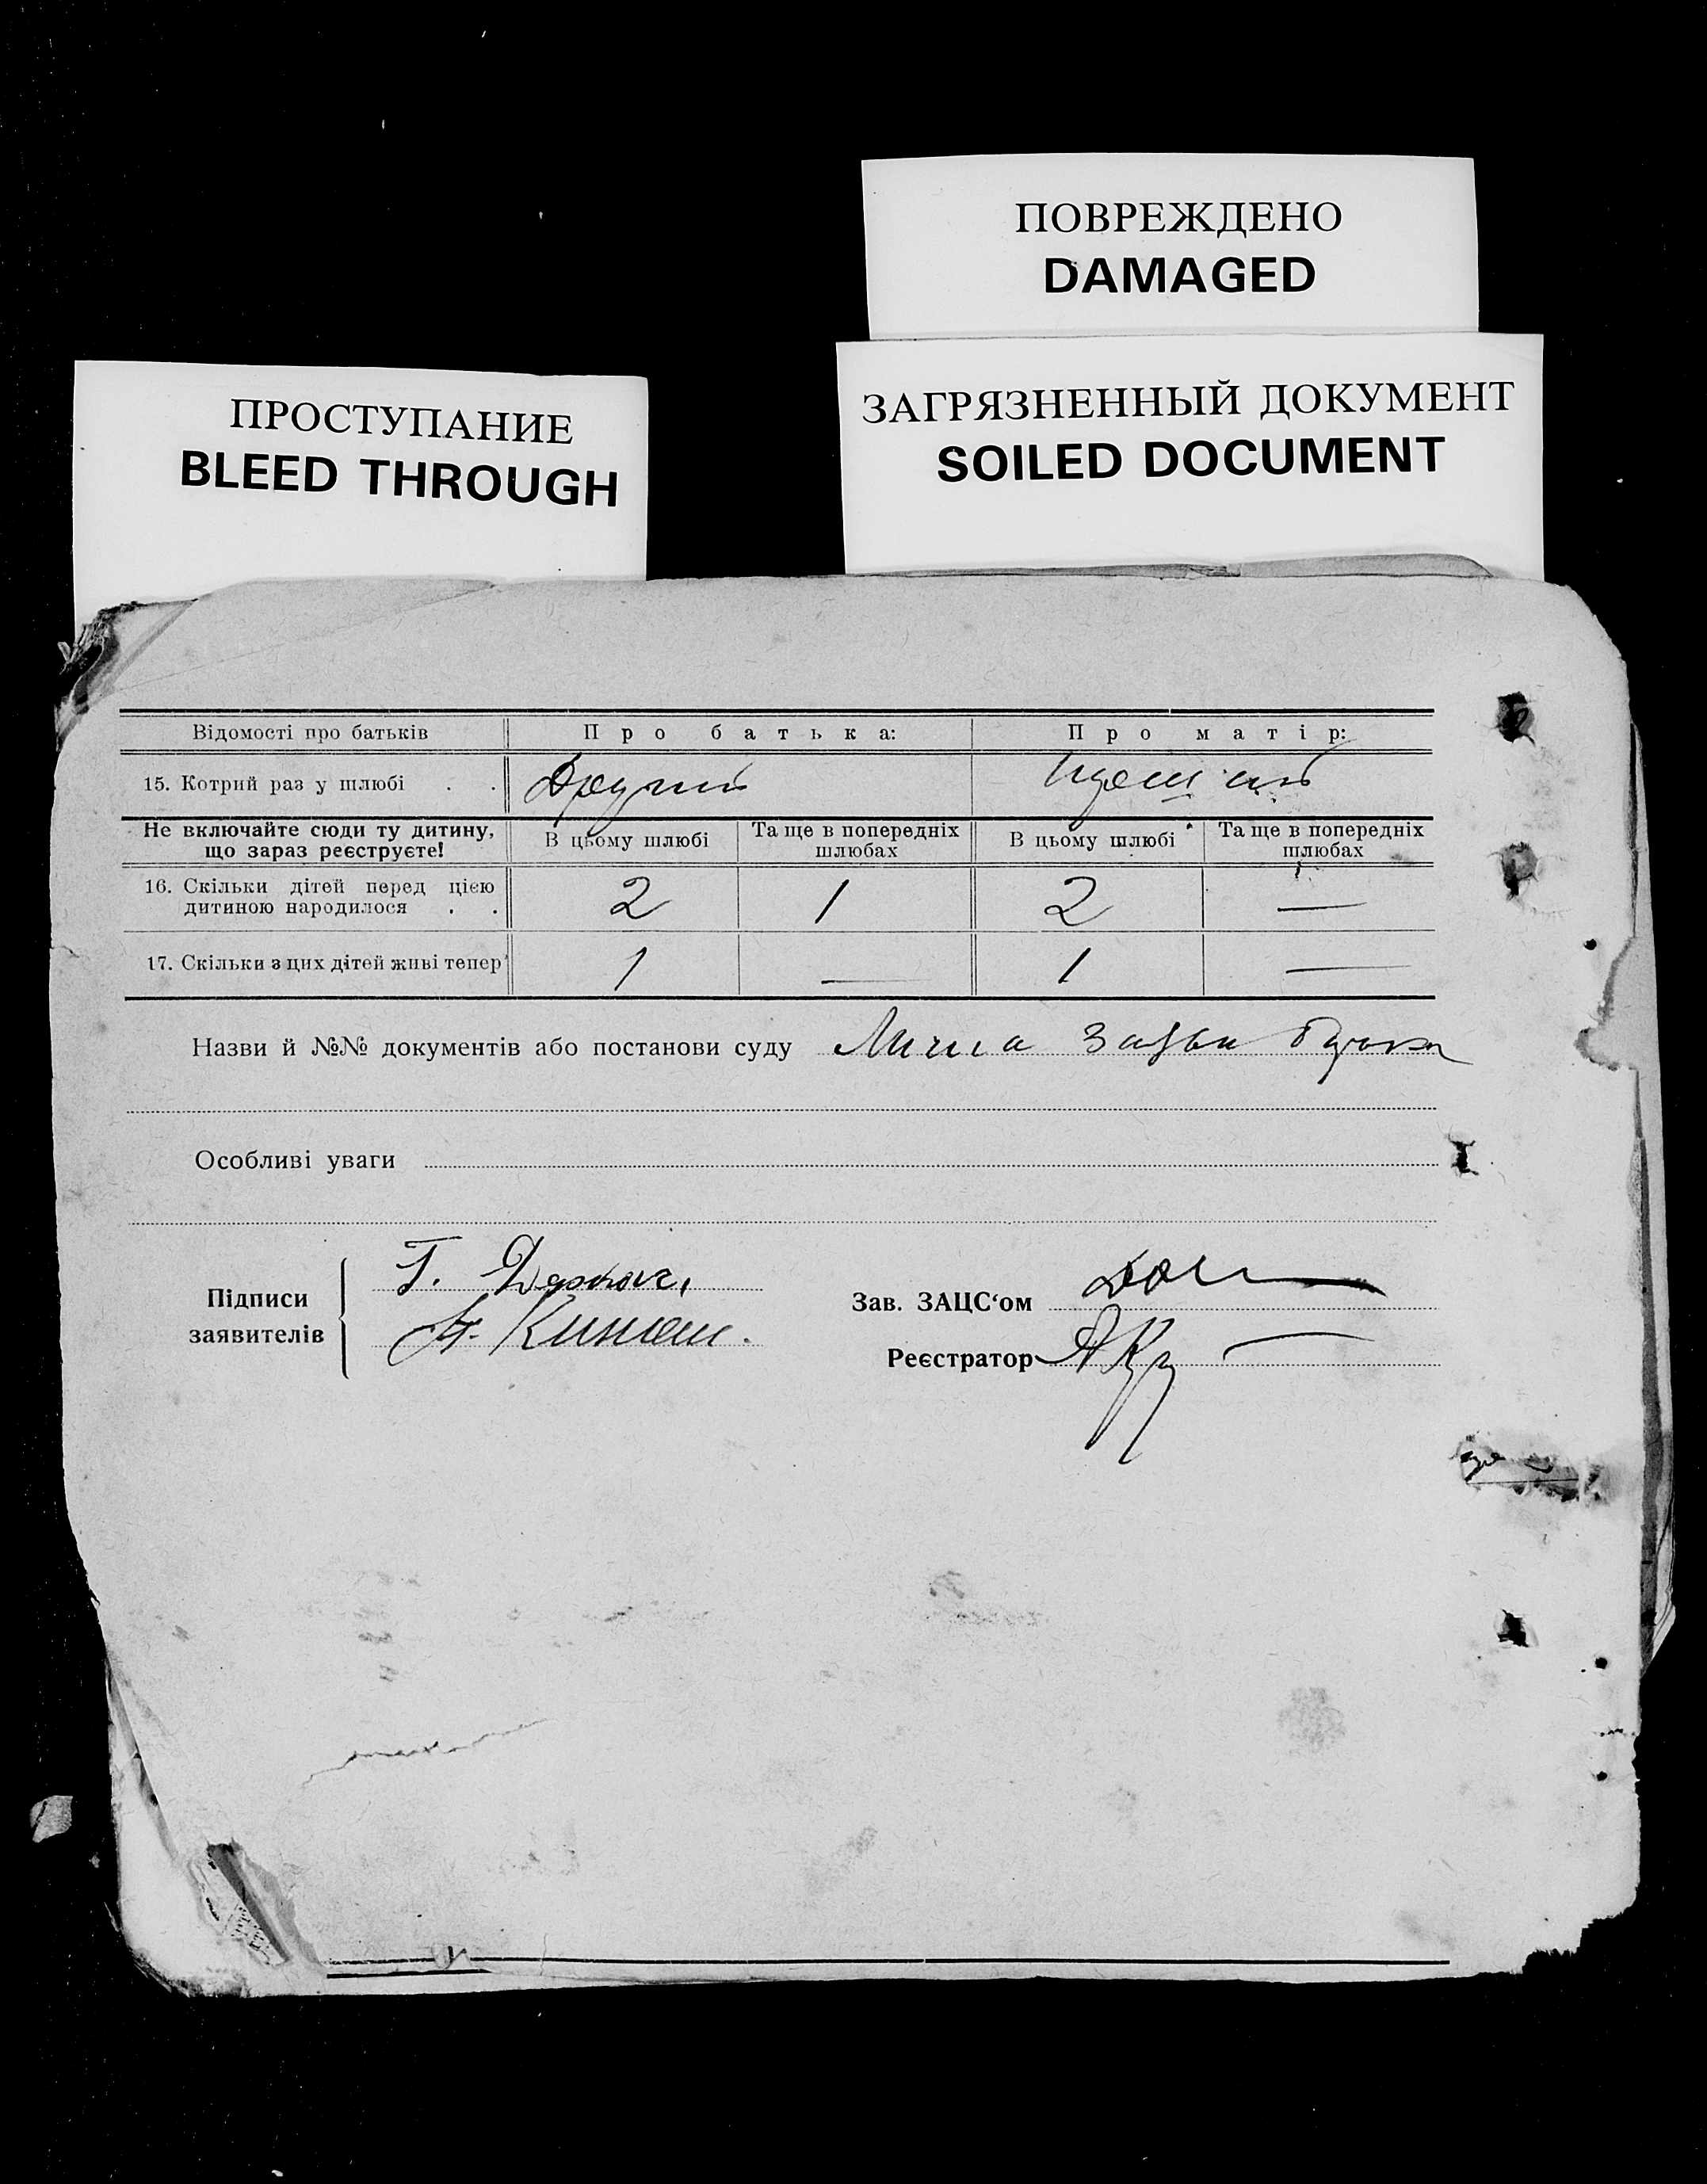 ПОВРЕЖДЕНО
DAMAGED
ПРОСТУПАНИЕ
BLEED THROUGH
ЗАГРЯЗНЕННЫЙ ДОКУМЕНТ
SOILED DOCUMENT
Відомості про батьків Про батька: Про матір:
15. Котрий раз у шлюбі . . Другий
Не включайте сюди ту дитину, що зараз реєструєте!
В цьому шлюбі Та ще в попередніх шлюбах В цьому шлюбі Та ще в попередніх шлюбах
16. Скільки дітей перед цією
дитиною народилося . . 2 1 2 —
17. Скільки з цих дітей живі тепер 1 — 1 —
Назви й №№ документів або постанови суду
Особливі уваги
Підписи
заявителів
Г.
Зав. ЗАЦС‘ом
Реєстратор